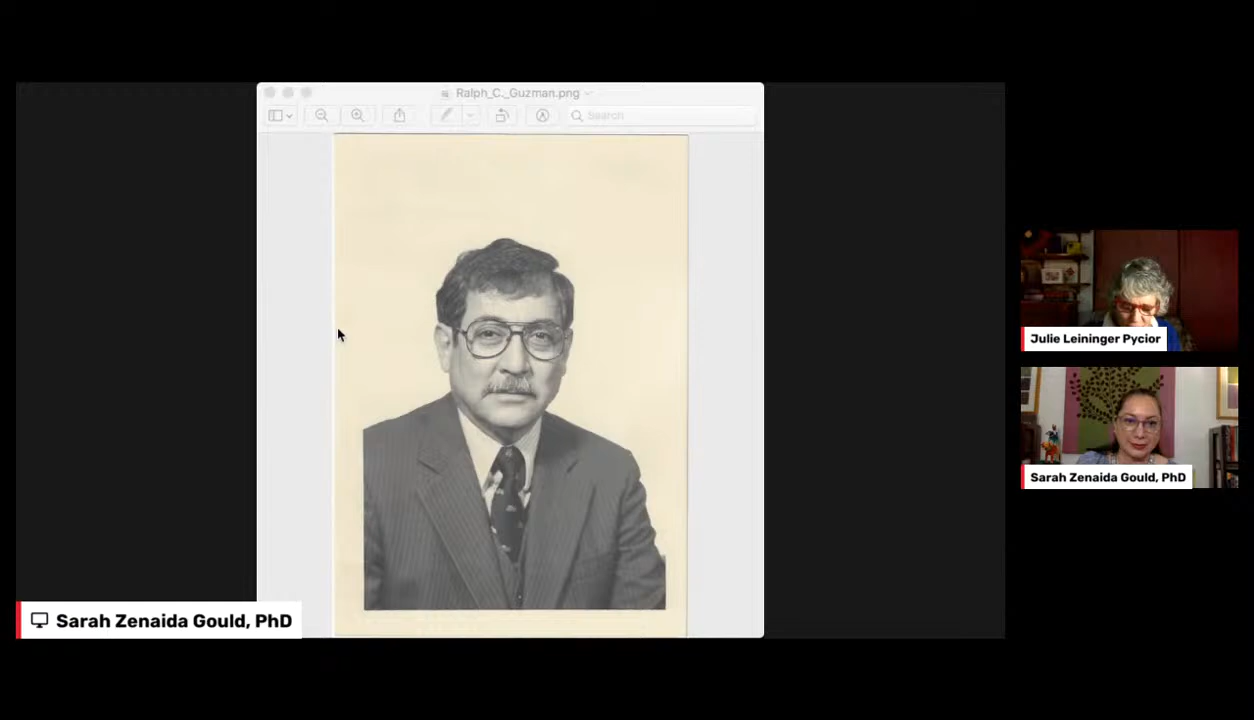 Ralph_C._Guzman.png
Search
Julie Leininger Pycior
Sarah Zenaida Gould, PhD
Sarah Zenaida Gould, PhD